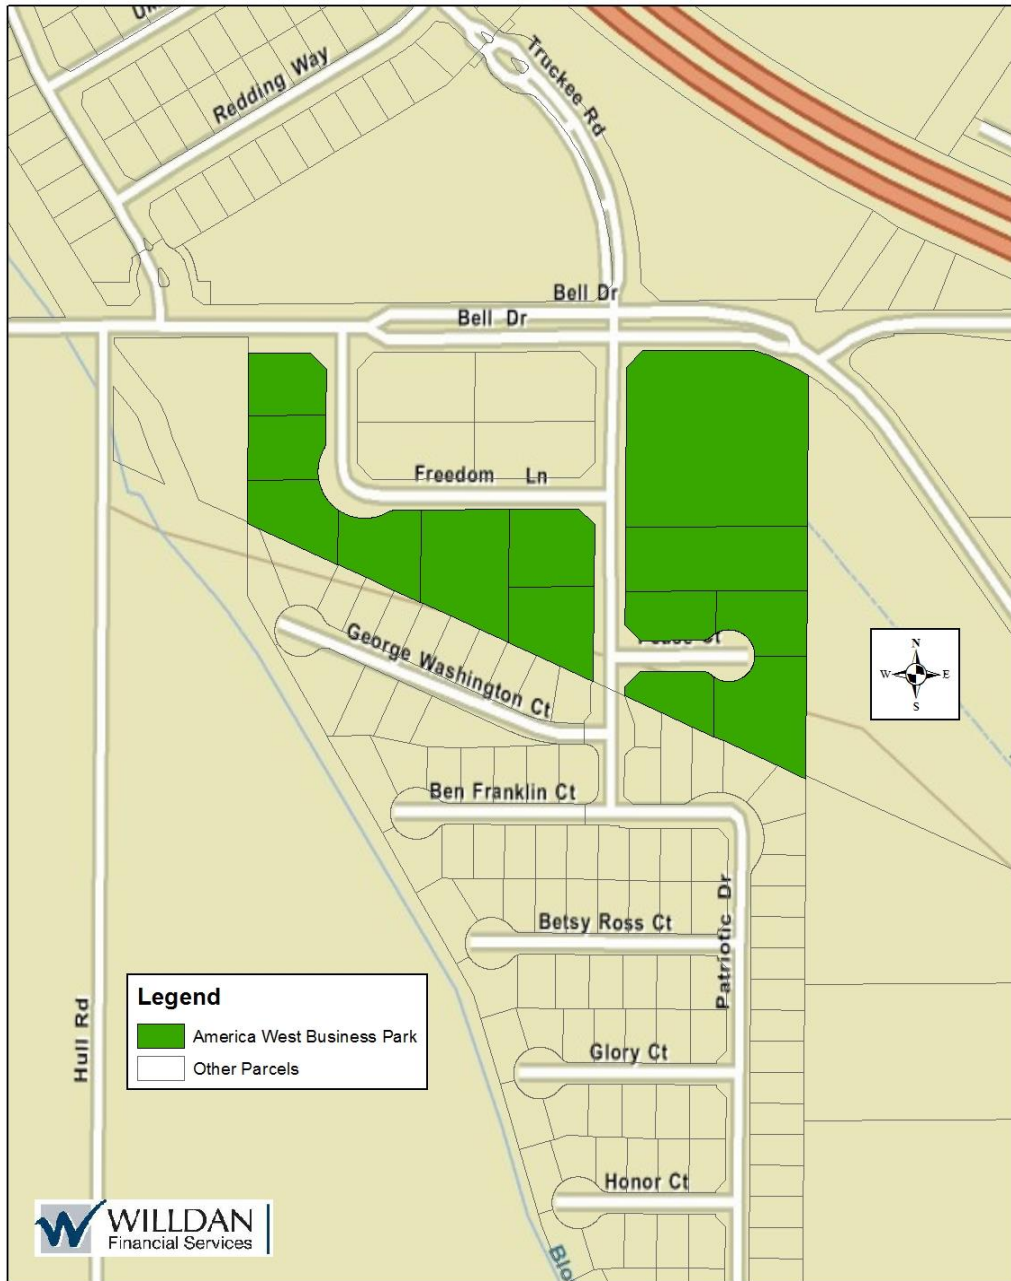 Redding Way
Truckee Rd
Bell Dr
Bell Dr
Freedom Ln
N
W
E
S
George Washington Ct
Ben Franklin Ct
Patriotic Dr
Betsy Ross Ct
Legend
America West Business Park
Other Parcels
Hull Rd
Glory Ct
Honor Ct
WILLDAN
Financial Services
Blo